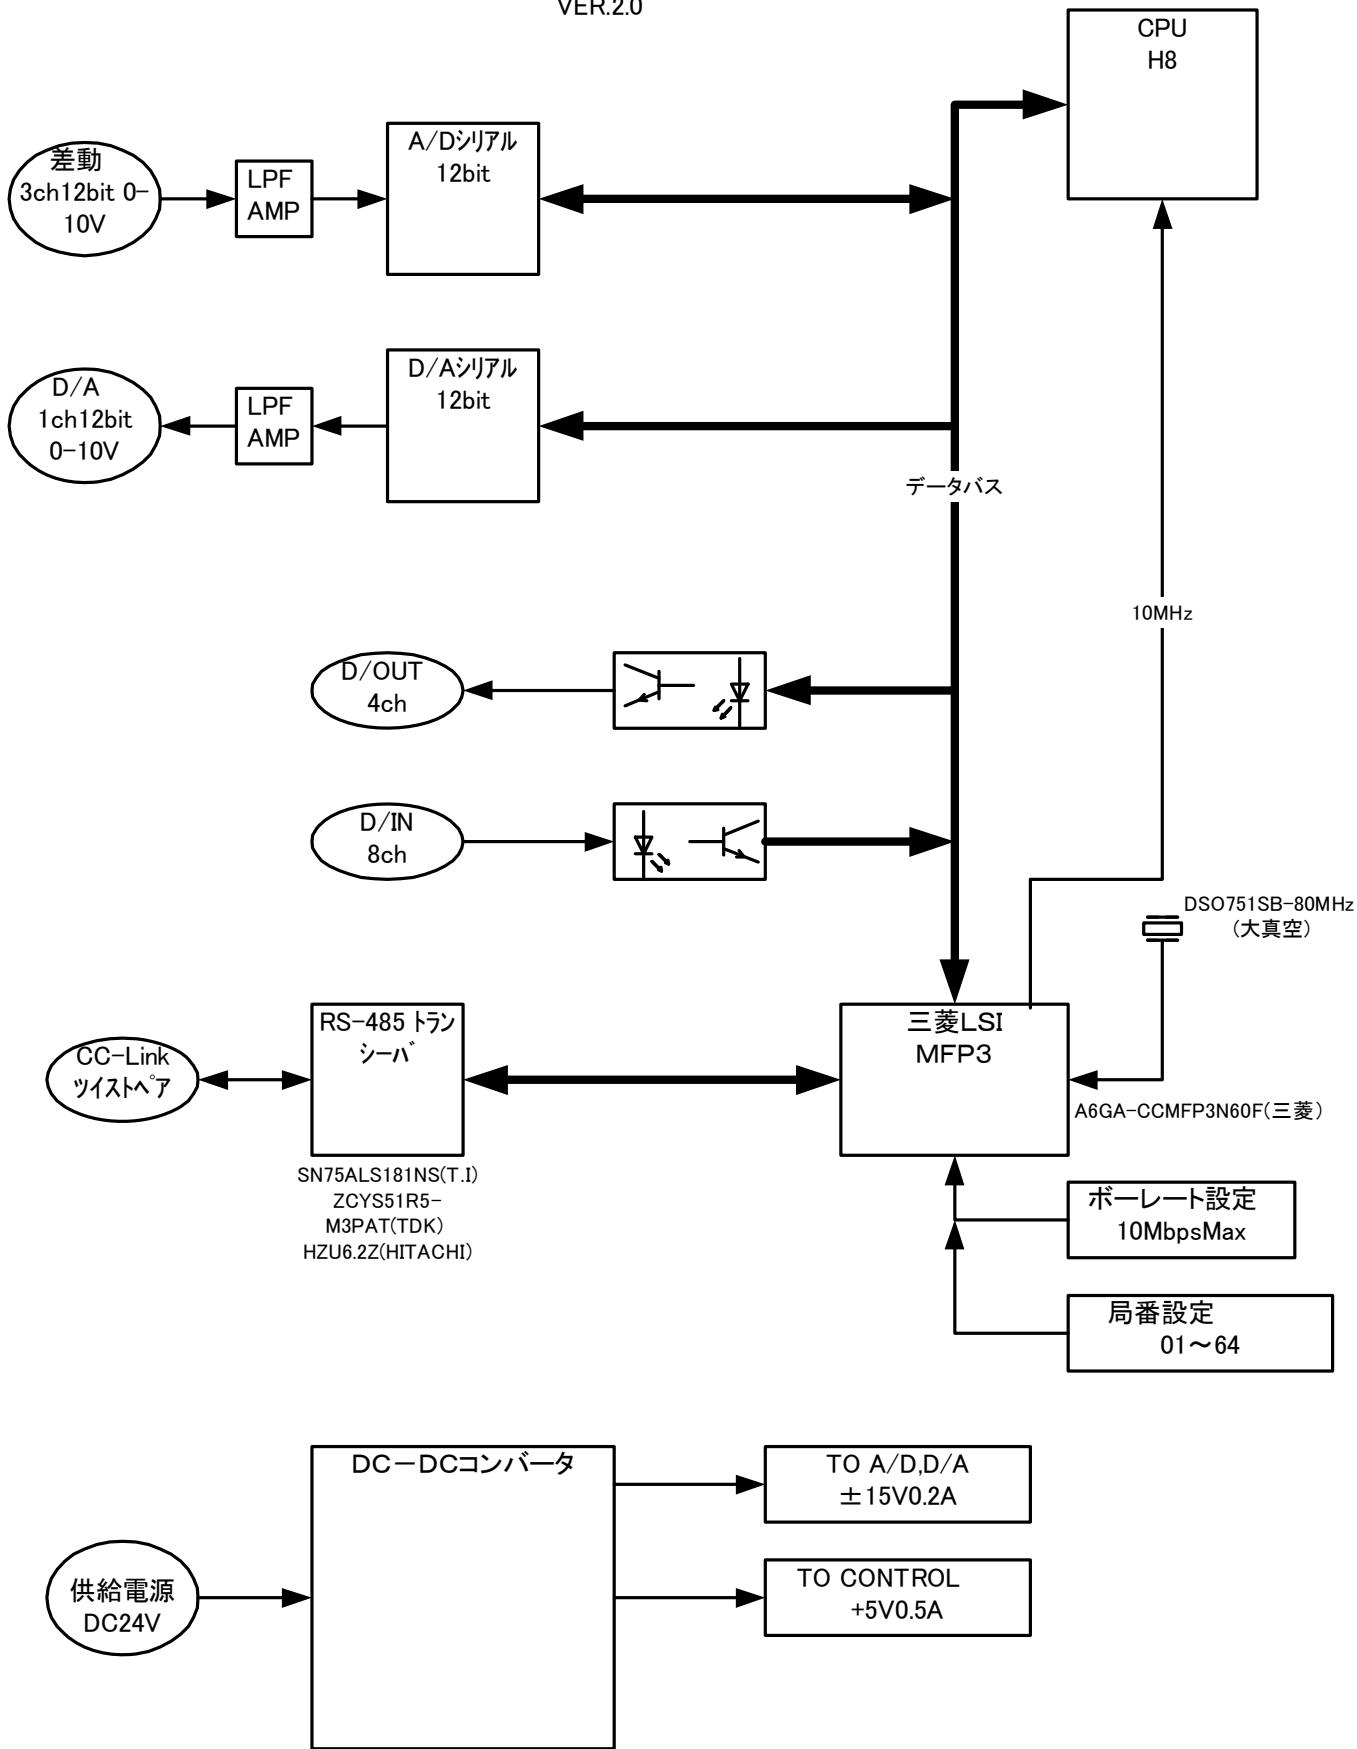 VER.2.0
CPU
H8
差動
3ch12bit 0-
10V
LPF
AMP
A/Dシリアル
12bit
D/A
1ch12bit
0-10V
LPF
AMP
D/Aシリアル
12bit
データバス
10MHz
D/OUT
4ch
D/IN
8ch
DSO751SB-80MHz
(大真空)
CC-Link
ツイストペア
RS-485 トラン
シーバ
三菱LSI
MFP3
A6GA-CCMFP3N60F(三菱)
SN75ALS181NS(T.I)
ZCYS51R5-
M3PAT(TDK)
HZU6.2Z(HITACHI)
ボーレート設定
10MbpsMax
局番設定
01～64
DC－DCコンバータ
TO A/D,D/A
±15V0.2A
供給電源
DC24V
TO CONTROL
+5V0.5A